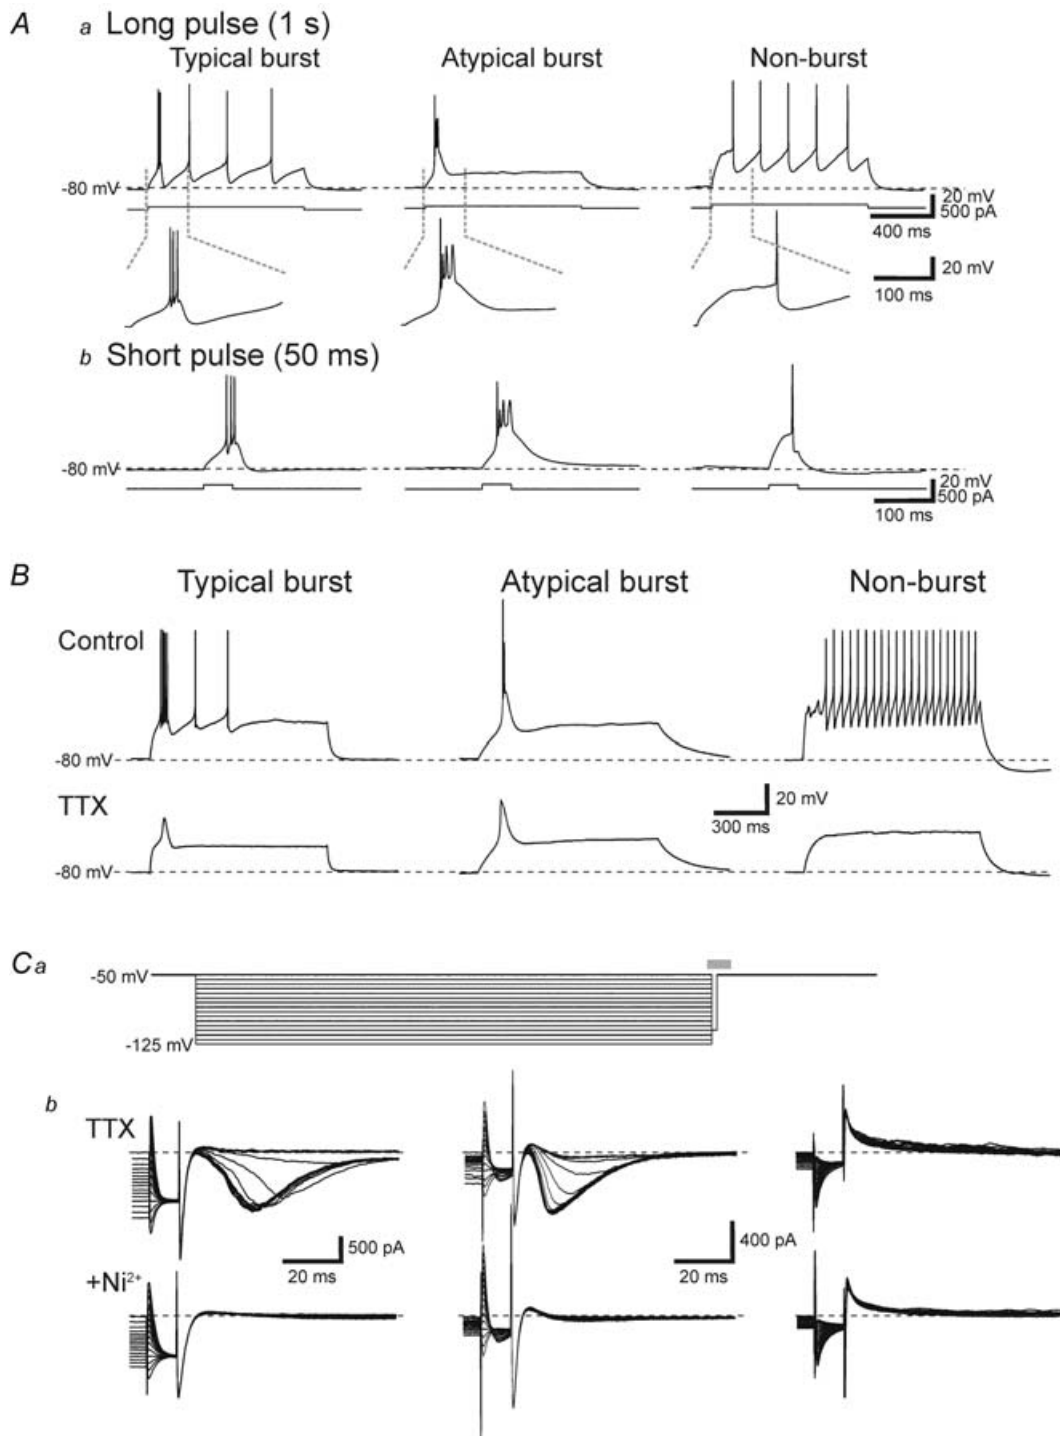 A a Long pulse (1 s)
Typical burst Atypical burst Non-burst
-80 mV
20 mV
500 pA
400 ms
20 mV
100 ms
b Short pulse (50 ms)
-80 mV
20 mV
500 pA
100 ms
B Typical burst Atypical burst Non-burst
Control
-80 mV
TTX
20 mV
300 ms
-80 mV
C a
-50 mV
-125 mV
b
TTX
500 pA
20 ms
400 pA
20 ms
+Ni²⁺